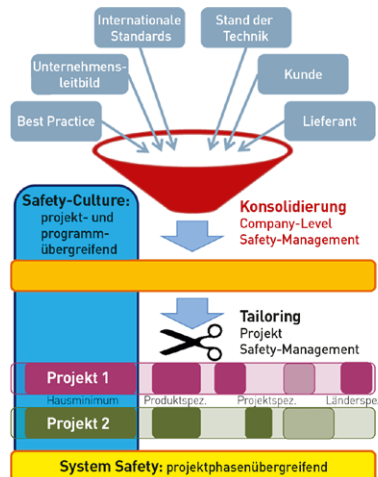 Internationale
Standards
Stand der
Technik
Unternehmens-
leitbild
Kunde
Best Practice
Lieferant
Safety-Culture:
projekt- und
programm-
übergreifend
Konsolidierung
Company-Level
Safety-Management
Tailoring
Projekt
Safety-Management
Projekt 1
Hausminimum
Produktspez.
Projektspez.
Länderspez
Projekt 2
System Safety: projektphasenübergreifend